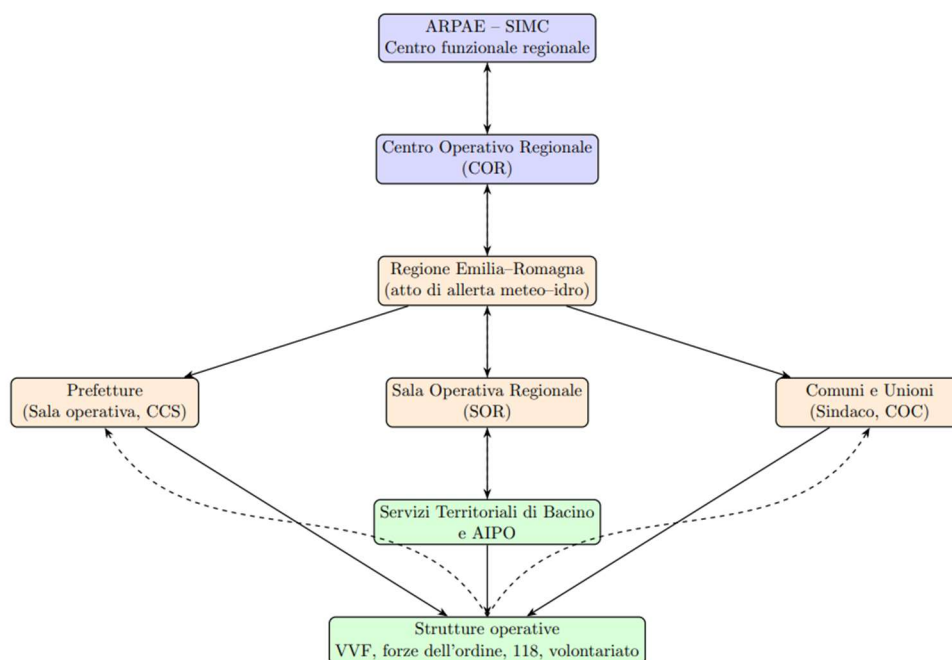 ARPAE – SIMC
Centro funzionale regionale
Centro Operativo Regionale
(COR)
Regione Emilia–Romagna
(atto di allerta meteo–idro)
Prefetture
(Sala operativa, CCS)
Sala Operativa Regionale
(SOR)
Comuni e Unioni
(Sindaco, COC)
Servizi Territoriali di Bacino
e AIPO
Strutture operative
VVF, forze dell'ordine, 118, volontariato